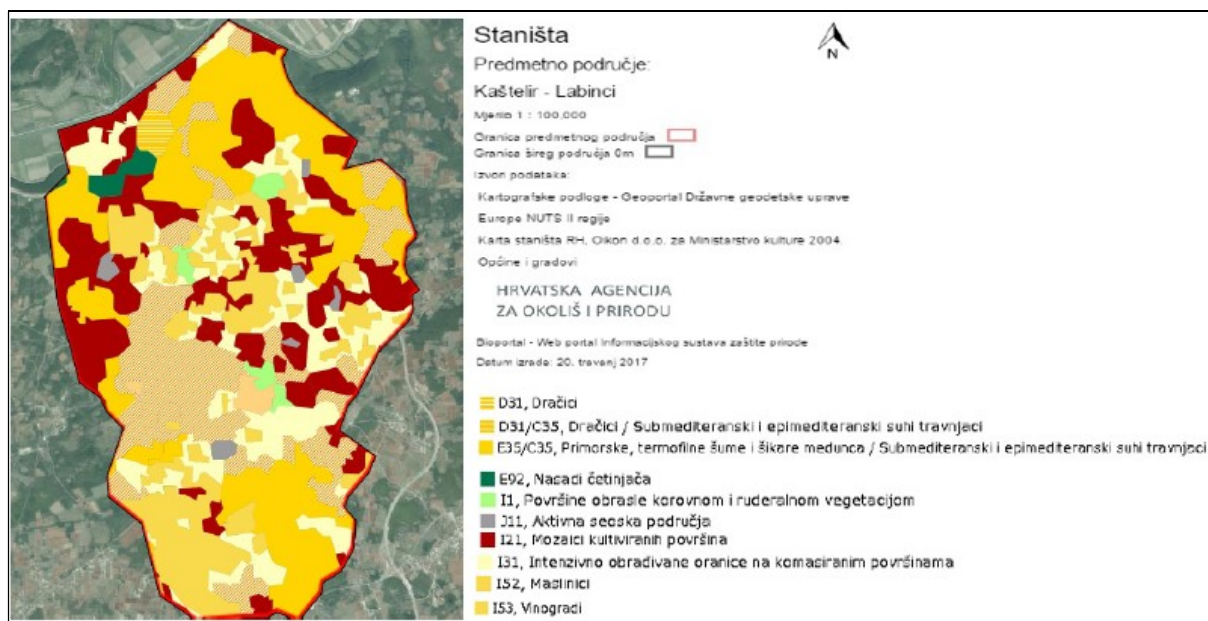 Staništa
N
Predmetno područje:
Kaštelir - Labinci
Mjerilo 1 : 100,000
Granica predmetnog područja
Granica šireg područja 0m
Izvor podataka:
Kartografske podloge - Geoportal Državne geodetske uprave
Europe NUTS II regije
Karta staništa RH, Oikon d.o.o. za Ministarstvo kulture 2004.
Općine i gradovi
HRVATSKA AGENCIJA
ZA OKOLIŠ I PRIRODU
Bioportal - Web portal Informacijskog sustava zaštite prirode
Datum izrade: 20. travanj 2017
D31, Dračici
D31/C35, Dračici / Submediteranski i epimediteranski suhi travnjaci
E35/C35, Primorske, termofilne šume i šikare medunca / Submediteranski i epimediteranski suhi travnjaci
E92, Nasadi četinjača
I1, Površine obrasle korovnom i ruderalnom vegetacijom
J11, Aktivna seoska područja
I21, Mozaici kultiviranih površina
I31, Intenzivno obrađivane oranice na komasiranim površinama
I52, Maslinici
I53, Vinogradi